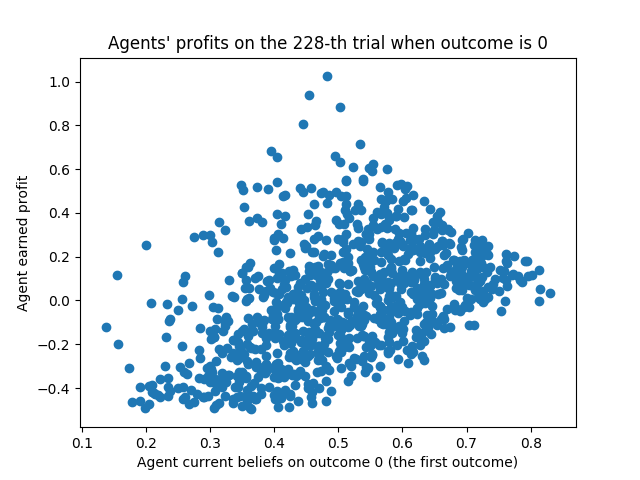 Agents' profits on the 228-th trial when outcome is 0
1.0
0.8
0.6
0.4
0.2
0.0
−0.2
−0.4
Agent earned profit
0.1 0.2 0.3 0.4 0.5 0.6 0.7 0.8
Agent current beliefs on outcome 0 (the first outcome)